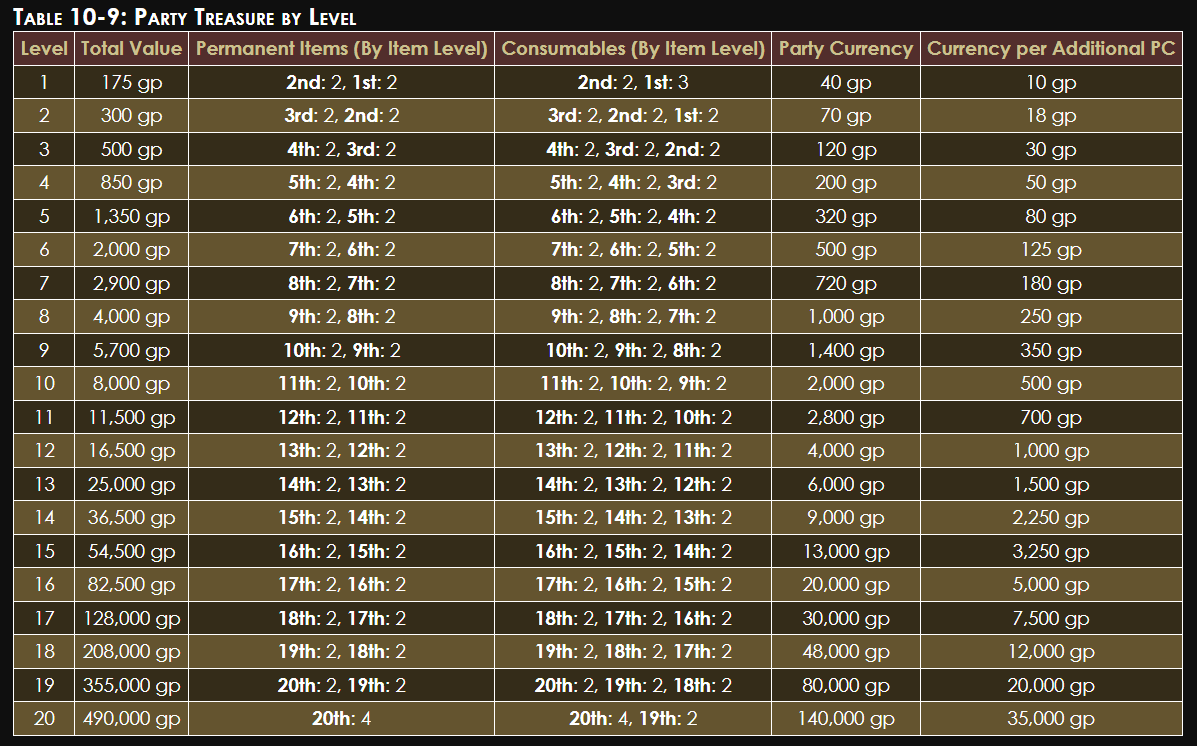 TABLE 10-9: PARTY TREASURE BY LEVEL
Level Total Value Permanent Items (By Item Level) Consumables (By Item Level) Party Currency Currency per Additional PC
1 175 gp 2nd: 2, 1st: 2 2nd: 2, 1st: 3 40 gp 10 gp
2 300 gp 3rd: 2, 2nd: 2 3rd: 2, 2nd: 2, 1st: 2 70 gp 18 gp
3 500 gp 4th: 2, 3rd: 2 4th: 2, 3rd: 2, 2nd: 2 120 gp 30 gp
4 850 gp 5th: 2, 4th: 2 5th: 2, 4th: 2, 3rd: 2 200 gp 50 gp
5 1,350 gp 6th: 2, 5th: 2 6th: 2, 5th: 2, 4th: 2 320 gp 80 gp
6 2,000 gp 7th: 2, 6th: 2 7th: 2, 6th: 2, 5th: 2 500 gp 125 gp
7 2,900 gp 8th: 2, 7th: 2 8th: 2, 7th: 2, 6th: 2 720 gp 180 gp
8 4,000 gp 9th: 2, 8th: 2 9th: 2, 8th: 2, 7th: 2 1,000 gp 250 gp
9 5,700 gp 10th: 2, 9th: 2 10th: 2, 9th: 2, 8th: 2 1,400 gp 350 gp
10 8,000 gp 11th: 2, 10th: 2 11th: 2, 10th: 2, 9th: 2 2,000 gp 500 gp
11 11,500 gp 12th: 2, 11th: 2 12th: 2, 11th: 2, 10th: 2 2,800 gp 700 gp
12 16,500 gp 13th: 2, 12th: 2 13th: 2, 12th: 2, 11th: 2 4,000 gp 1,000 gp
13 25,000 gp 14th: 2, 13th: 2 14th: 2, 13th: 2, 12th: 2 6,000 gp 1,500 gp
14 36,500 gp 15th: 2, 14th: 2 15th: 2, 14th: 2, 13th: 2 9,000 gp 2,250 gp
15 54,500 gp 16th: 2, 15th: 2 16th: 2, 15th: 2, 14th: 2 13,000 gp 3,250 gp
16 82,500 gp 17th: 2, 16th: 2 17th: 2, 16th: 2, 15th: 2 20,000 gp 5,000 gp
17 128,000 gp 18th: 2, 17th: 2 18th: 2, 17th: 2, 16th: 2 30,000 gp 7,500 gp
18 208,000 gp 19th: 2, 18th: 2 19th: 2, 18th: 2, 17th: 2 48,000 gp 12,000 gp
19 355,000 gp 20th: 2, 19th: 2 20th: 2, 19th: 2, 18th: 2 80,000 gp 20,000 gp
20 490,000 gp 20th: 4 20th: 4, 19th: 2 140,000 gp 35,000 gp